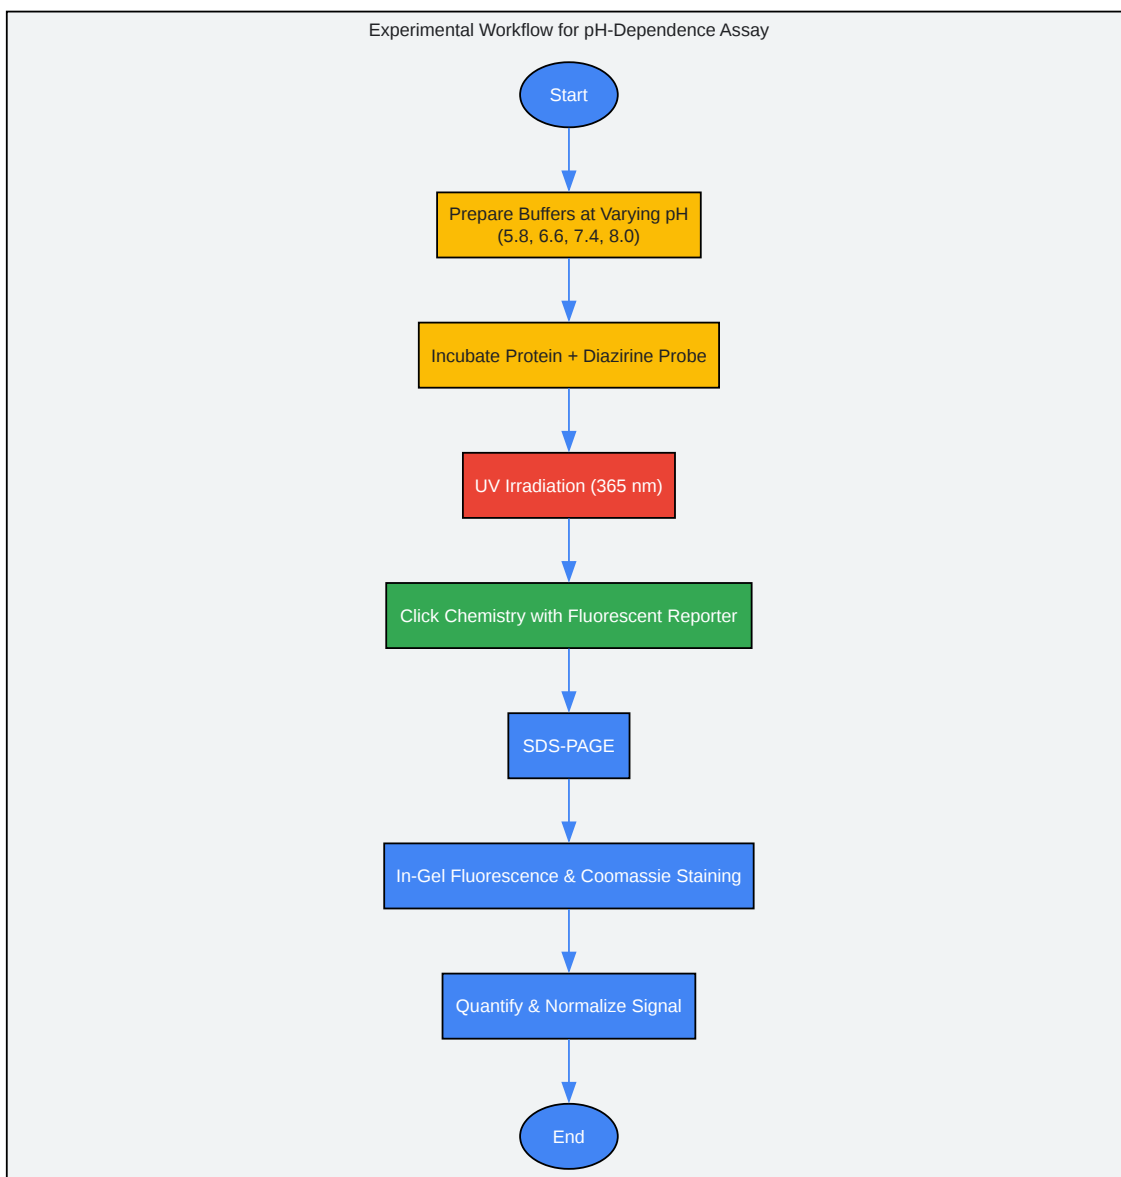 Experimental Workflow for pH-Dependence Assay
Start
Prepare Buffers at Varying pH
(5.8, 6.6, 7.4, 8.0)
Incubate Protein + Diazirine Probe
UV Irradiation (365 nm)
Click Chemistry with Fluorescent Reporter
SDS-PAGE
In-Gel Fluorescence & Coomassie Staining
Quantify & Normalize Signal
End